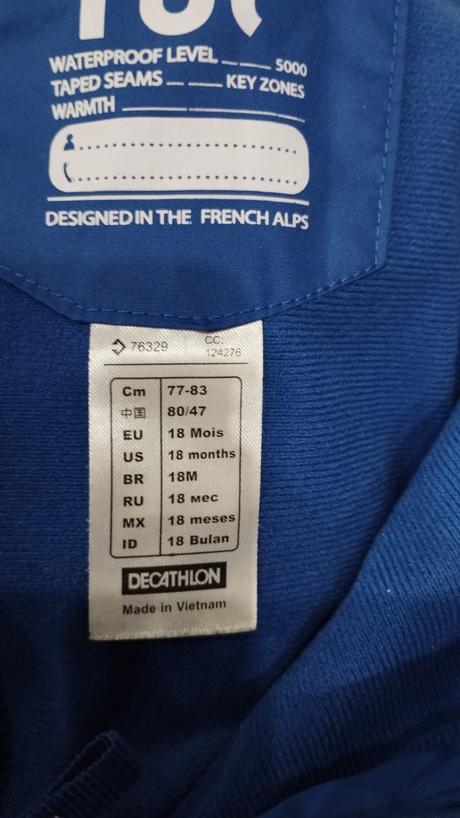 WATERPROOF LEVEL 5000
TAPED SEAMS KEY ZONES
WARMTH
DESIGNED IN THE FRENCH ALPS
76329 CC:
124276
Cm 77-83
中国 80/47
EU 18 Mois
US 18 months
BR 18M
RU 18 мес
MX 18 meses
ID 18 Bulan
DECATHLON
Made in Vietnam